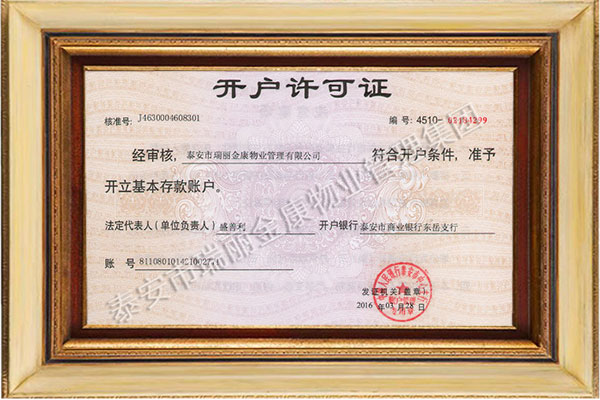 开户许可证
核准号: J4630004608301 编号: 4510-
经审核, 泰安市瑞丽金康物业管理有限公司 符合开户条件, 准予
开立基本存款账户。
法定代表人(单位负责人) 盛善利 开户银行 泰安市商业银行东岳支行
账 号
发证机关(盖章)
2016 年 03 月 28 日
泰安市瑞丽金康物业管理集团